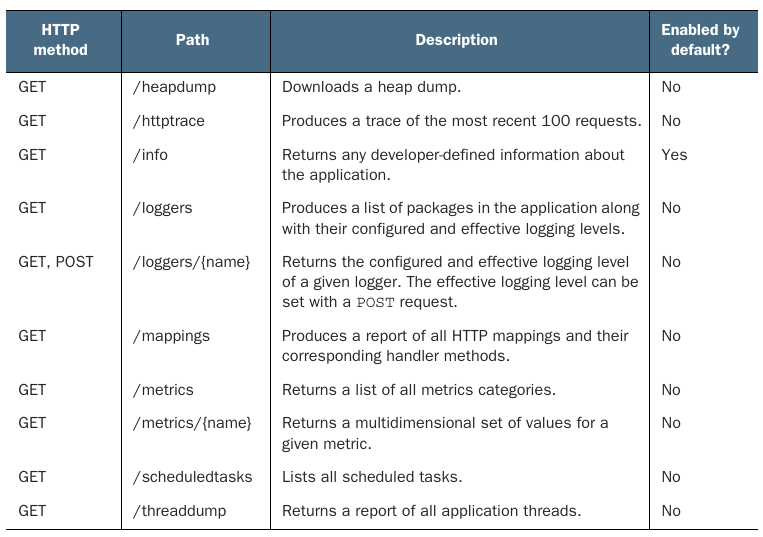 HTTP method Path Description Enabled by default?
GET /heapdump Downloads a heap dump. No
GET /httptrace Produces a trace of the most recent 100 requests. No
GET /info Returns any developer-defined information about Yes
the application.
GET /loggers Produces a list of packages in the application along No
with their configured and effective logging levels.
GET, POST /loggers/{name} Returns the configured and effective logging level No
of a given logger. The effective logging level can be
set with a POST request.
GET /mappings Produces a report of all HTTP mappings and their No
corresponding handler methods.
GET /metrics Returns a list of all metrics categories. No
GET /metrics/{name} Returns a multidimensional set of values for a No
given metric.
GET /scheduledtasks Lists all scheduled tasks. No
GET /threaddump Returns a report of all application threads. No